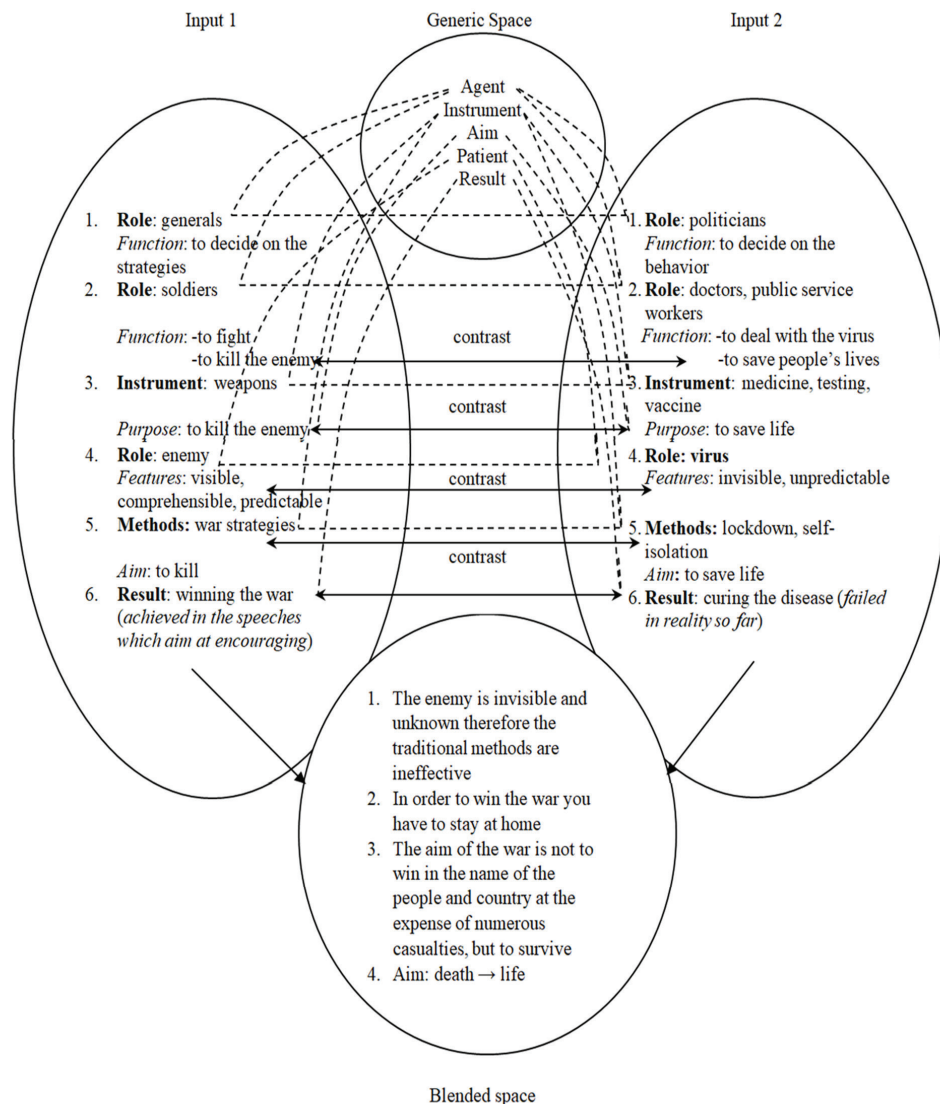 Input 1
Generic Space
Input 2
Agent
Instrument
Aim
Patient
Result
1. Role: generals
Function: to decide on the
strategies
2. Role: soldiers
Function: -to fight
-to kill the enemy
3. Instrument: weapons
Purpose: to kill the enemy
4. Role: enemy
Features: visible,
comprehensible, predictable
5. Methods: war strategies
Aim: to kill
6. Result: winning the war
(achieved in the speeches
which aim at encouraging)
contrast
contrast
contrast
contrast
1. Role: politicians
Function: to decide on the
behavior
2. Role: doctors, public service
workers
Function: -to deal with the virus
-to save people's lives
3. Instrument: medicine, testing,
vaccine
Purpose: to save life
4. Role: virus
Features: invisible, unpredictable
5. Methods: lockdown, self-
isolation
Aim: to save life
6. Result: curing the disease (failed
in reality so far)
1. The enemy is invisible and
unknown therefore the
traditional methods are
ineffective
2. In order to win the war you
have to stay at home
3. The aim of the war is not to
win in the name of the
people and country at the
expense of numerous
casualties, but to survive
4. Aim: death → life
Blended space